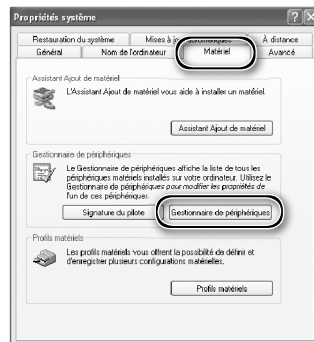 Propriétés système
Restauration du système
Mises à jour automatiques
À distance
Général
Nom de l'ordinateur
Matériel
Avancé
Assistant Ajout de matériel
L'Assistant Ajout de matériel vous aide à installer un matériel.
Assistant Ajout de matériel
Gestionnaire de périphériques
Le Gestionnaire de périphériques affiche la liste de tous les
périphériques matériels installés sur votre ordinateur. Utilisez le
Gestionnaire de périphériques pour modifier les propriétés de
l'un de ces périphériques.
Signature du pilote
Gestionnaire de périphériques
Profils matériels
Les profils matériels vous offrent la possibilité de définir et
d'enregistrer plusieurs configurations matérielles.
Profils matériels